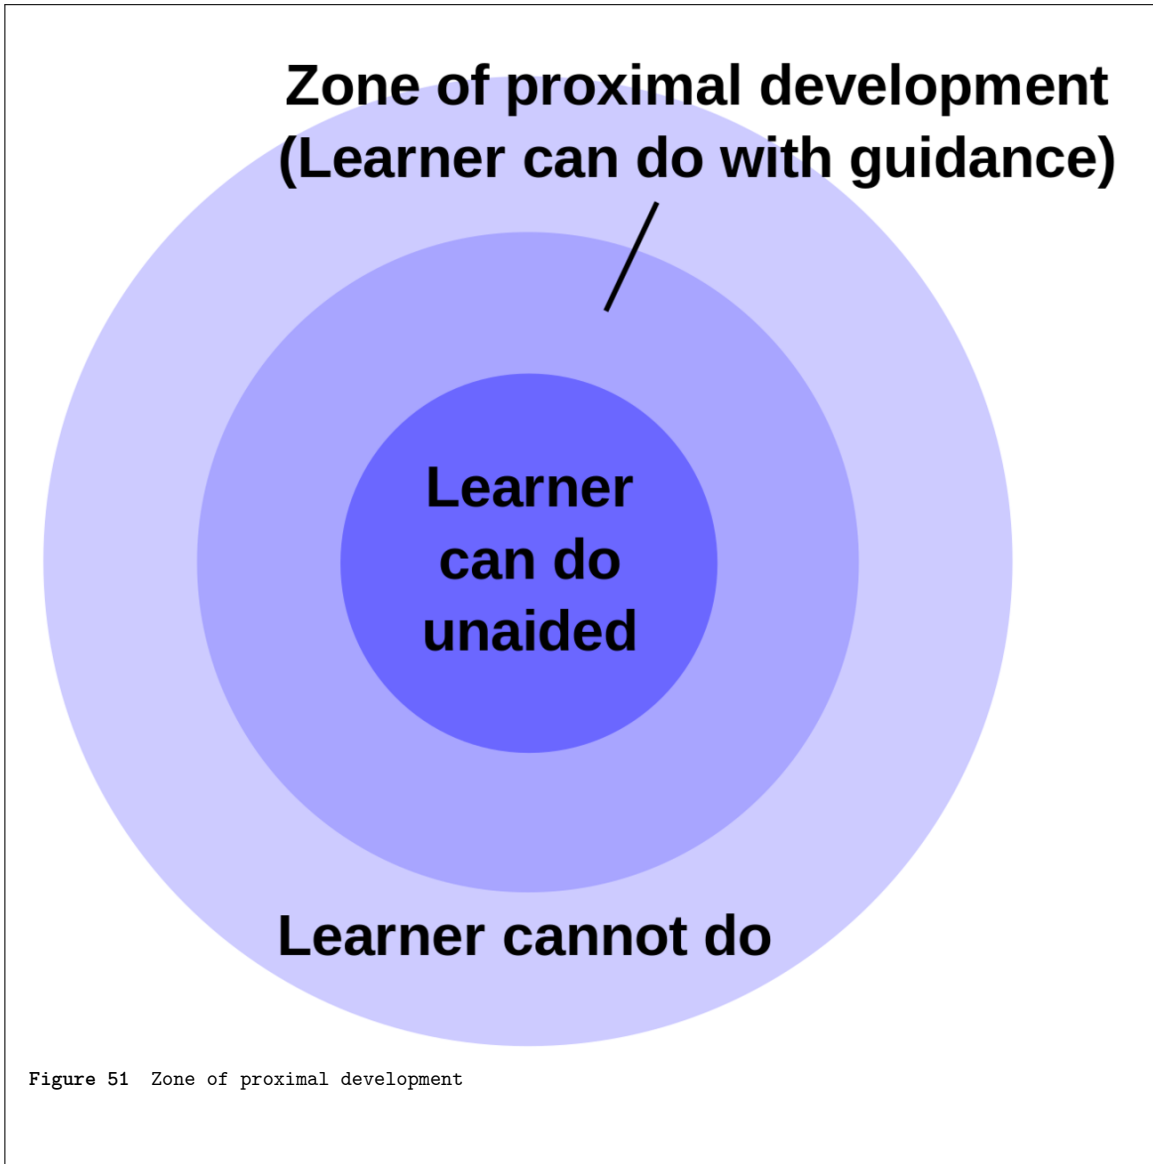 Zone of proximal development
(Learner can do with guidance)
Learner
can do
unaided
Learner cannot do
Figure 51 Zone of proximal development